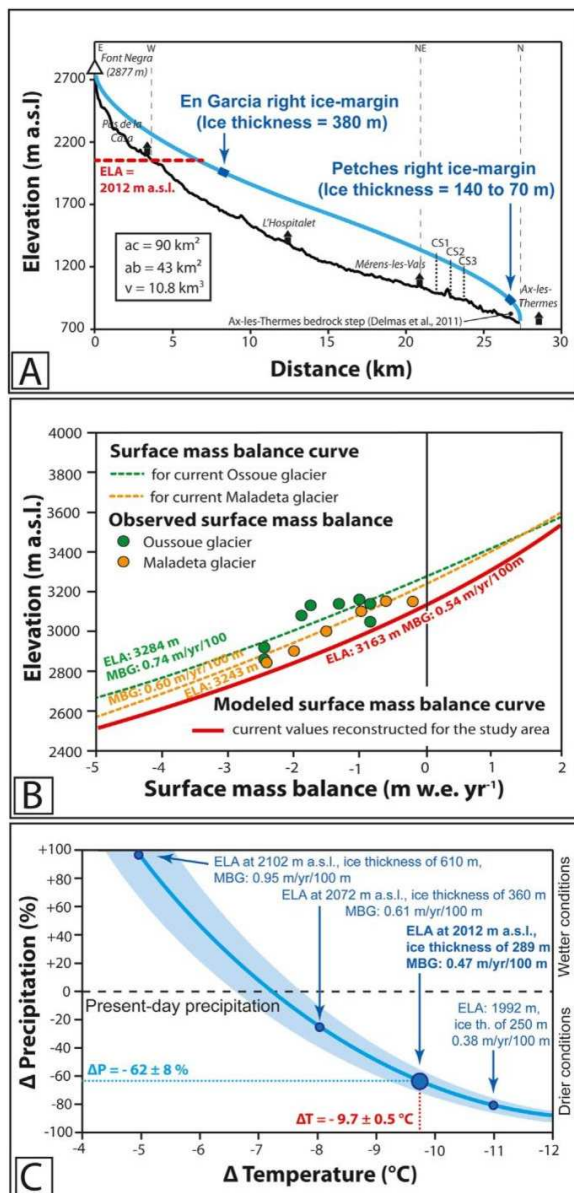 E
W
NE
N
Font Negra
(2877 m)
2700
2200
1700
1200
700
Elevation (m a.s.l)
Pas de la
Casa
En Garcia right ice-margin
(Ice thickness = 380 m)
Petches right ice-margin
(Ice thickness = 140 to 70 m)
ELA =
2012 m a.s.l.
L'Hospitalet
ac = 90 km²
ab = 43 km²
v = 10.8 km³
Mérens-les-Vals
CS1
CS2
CS3
Ax-les-
Thermes
Ax-les-Thermes bedrock step (Delmas et al., 2011)
0 5 10 15 20 25 30
Distance (km)
A
4000
3800
3600
3400
3200
3000
2800
2600
2400
Elevation (m a.s.l.)
Surface mass balance curve
for current Ossoue glacier
for current Maladeta glacier
Observed surface mass balance
Oussoue glacier
Maladeta glacier
ELA: 3284 m
MBG: 0.74 m/yr/100
MBG: 0.60 m/yr/100 m
ELA: 3243 m
ELA: 3163 m MBG: 0.54 m/yr/100m
Modeled surface mass balance curve
current values reconstructed for the study area
-5 -4 -3 -2 -1 0 1 2
Surface mass balance (m w.e. yr⁻¹)
B
+100
+80
+60
+40
+20
0
-20
-40
-60
-80
-100
Δ Precipitation (%)
ELA at 2102 m a.s.l., ice thickness of 610 m,
MBG: 0.95 m/yr/100 m
ELA at 2072 m a.s.l., ice thickness of 360 m
MBG: 0.61 m/yr/100 m
ELA at 2012 m a.s.l.,
ice thickness of 289 m
MBG: 0.47 m/yr/100 m
Present-day precipitation
ELA: 1992 m,
ice th. of 250 m
0.38 m/yr/100 m
ΔP = - 62 ± 8 %
ΔT = - 9.7 ± 0.5 °C
Wetter conditions
Drier conditions
-4 -5 -6 -7 -8 -9 -10 -11 -12
Δ Temperature (°C)
C